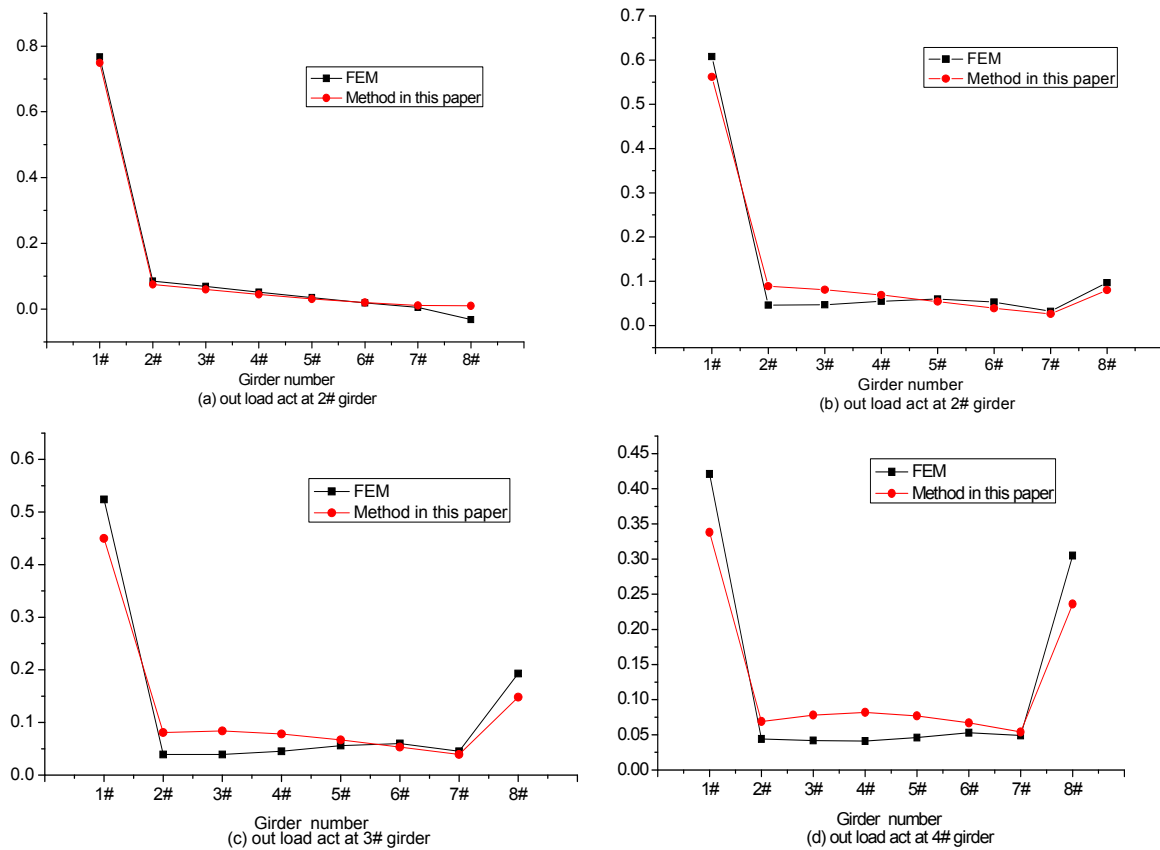 0.8
0.6
0.4
0.2
0.0
FEM
Method in this paper
1# 2# 3# 4# 5# 6# 7# 8#
Girder number
(a) out load act at 2# girder
0.7
0.6
0.5
0.4
0.3
0.2
0.1
0.0
FEM
Method in this paper
1# 2# 3# 4# 5# 6# 7# 8#
Girder number
(b) out load act at 2# girder
0.6
0.5
0.4
0.3
0.2
0.1
0.0
FEM
Method in this paper
1# 2# 3# 4# 5# 6# 7# 8#
Girder number
(c) out load act at 3# girder
0.45
0.40
0.35
0.30
0.25
0.20
0.15
0.10
0.05
0.00
FEM
Method in this paper
1# 2# 3# 4# 5# 6# 7# 8#
Girder number
(d) out load act at 4# girder